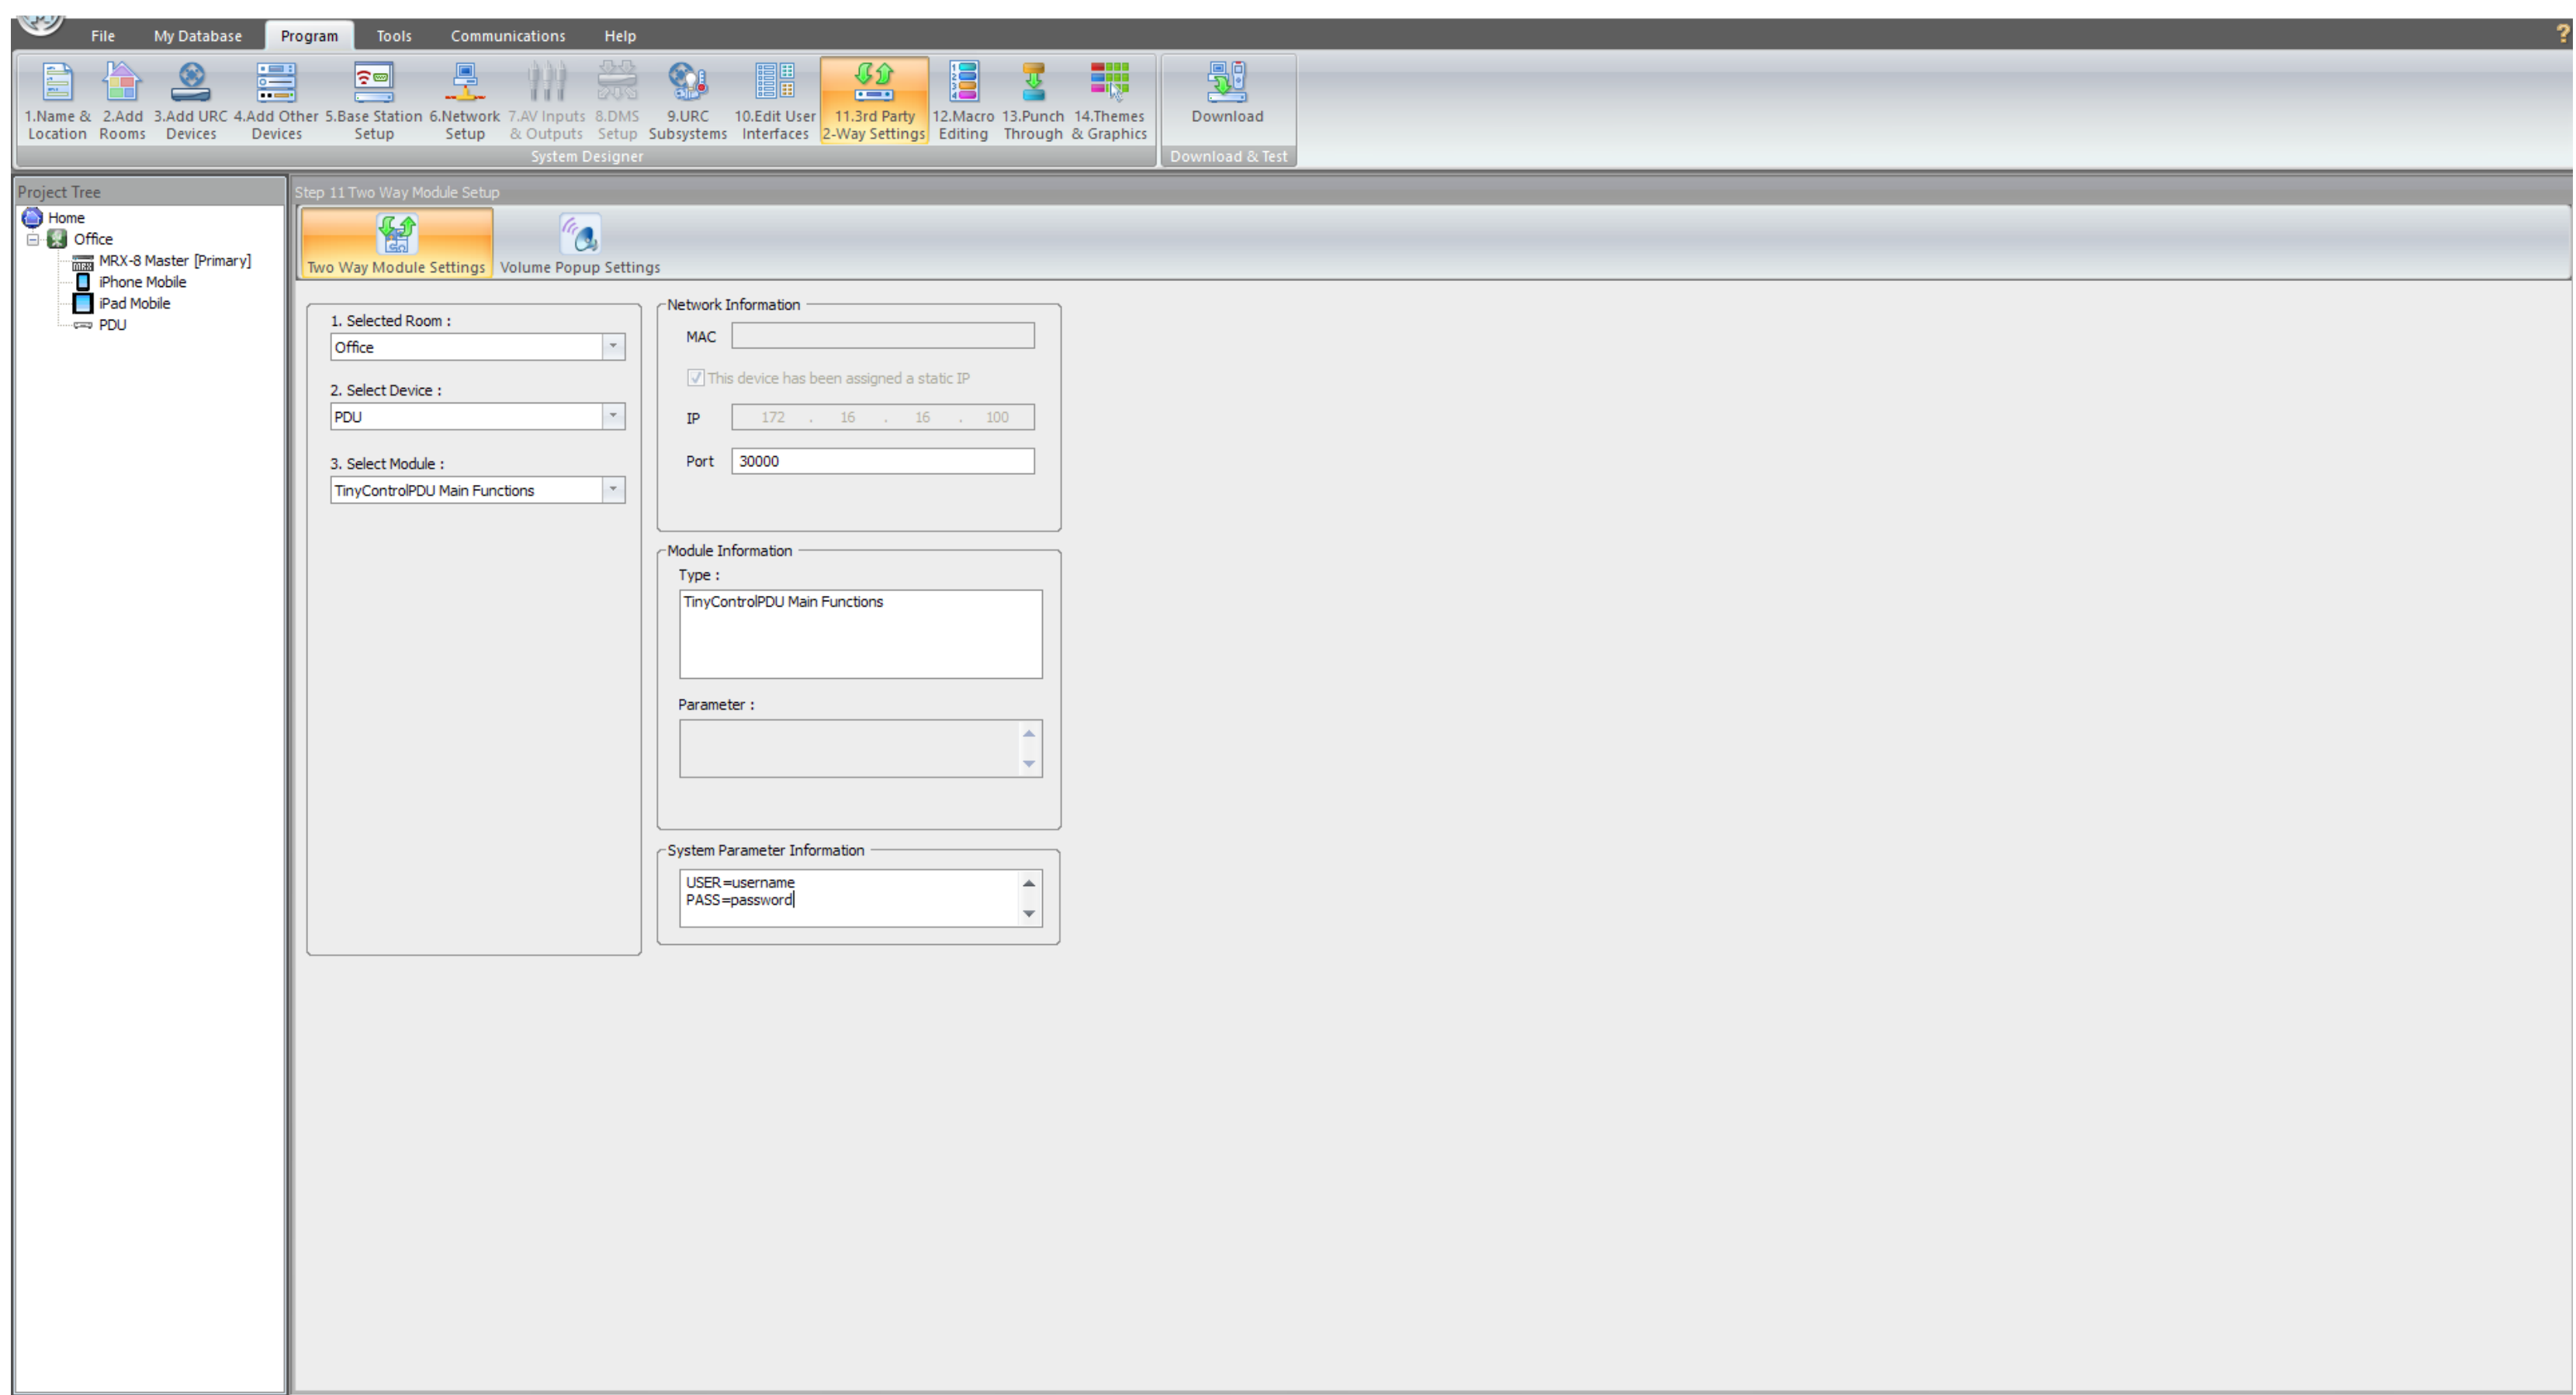 File My Database Program Tools Communications Help ?
1.Name & Location
2.Add Rooms
3.Add URC Devices
4.Add Other Devices
5.Base Station Setup
6.Network Setup
7.AV Inputs & Outputs
8.DMS Setup
9.URC Subsystems
10.Edit User Interfaces
11.3rd Party 2-Way Settings
12.Macro Editing
13.Punch Through
14.Themes & Graphics
Download
System Designer
Download & Test
Project Tree
Home
Office
MRX-8 Master [Primary]
iPhone Mobile
iPad Mobile
PDU
Step 11 Two Way Module Setup
Two Way Module Settings
Volume Popup Settings
1. Selected Room :
Office
2. Select Device :
PDU
3. Select Module :
TinyControlPDU Main Functions
Network Information
MAC
This device has been assigned a static IP
IP 172 . 16 . 16 . 100
Port 30000
Module Information
Type :
TinyControlPDU Main Functions
Parameter :
System Parameter Information
USER=username
PASS=password